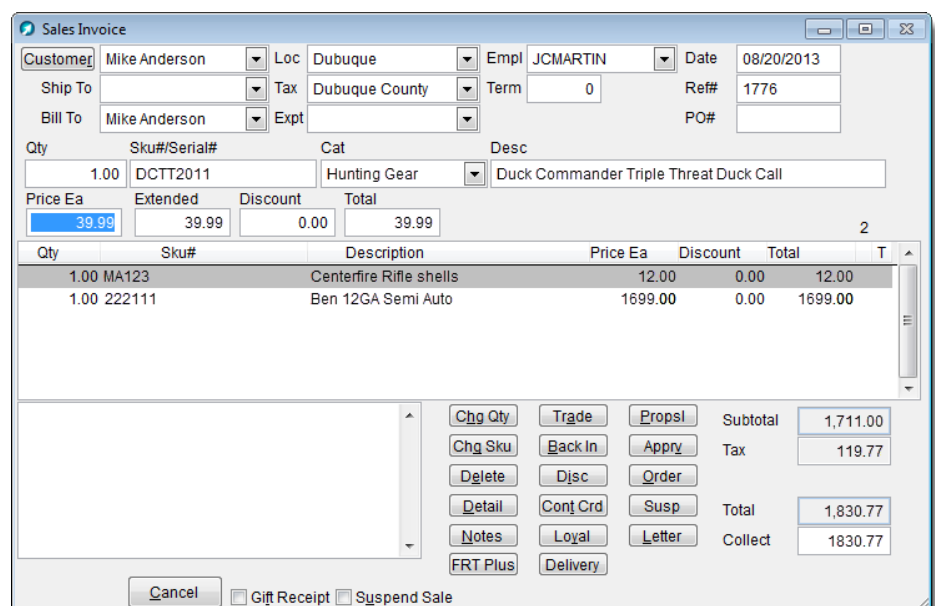 Sales Invoice
Customer Mike Anderson Loc Dubuque Empl JCMARTIN Date 08/20/2013
Ship To Tax Dubuque County Term 0 Ref# 1776
Bill To Mike Anderson Expt PO#
Qty Sku#/Serial# Cat Desc
1.00 DCTT2011 Hunting Gear Duck Commander Triple Threat Duck Call
Price Ea Extended Discount Total
39.99 39.99 0.00 39.99 2
Qty Sku# Description Price Ea Discount Total T
1.00 MA123 Centerfire Rifle shells 12.00 0.00 12.00
1.00 222111 Ben 12GA Semi Auto 1699.00 0.00 1699.00
Chg Qty Trade Propsl Subtotal 1,711.00
Chg Sku Back In Appry Tax 119.77
Delete Disc Order
Detail Cont Crd Susp Total 1,830.77
Notes Loyal Letter Collect 1830.77
FRT Plus Delivery
Cancel Gift Receipt Suspend Sale